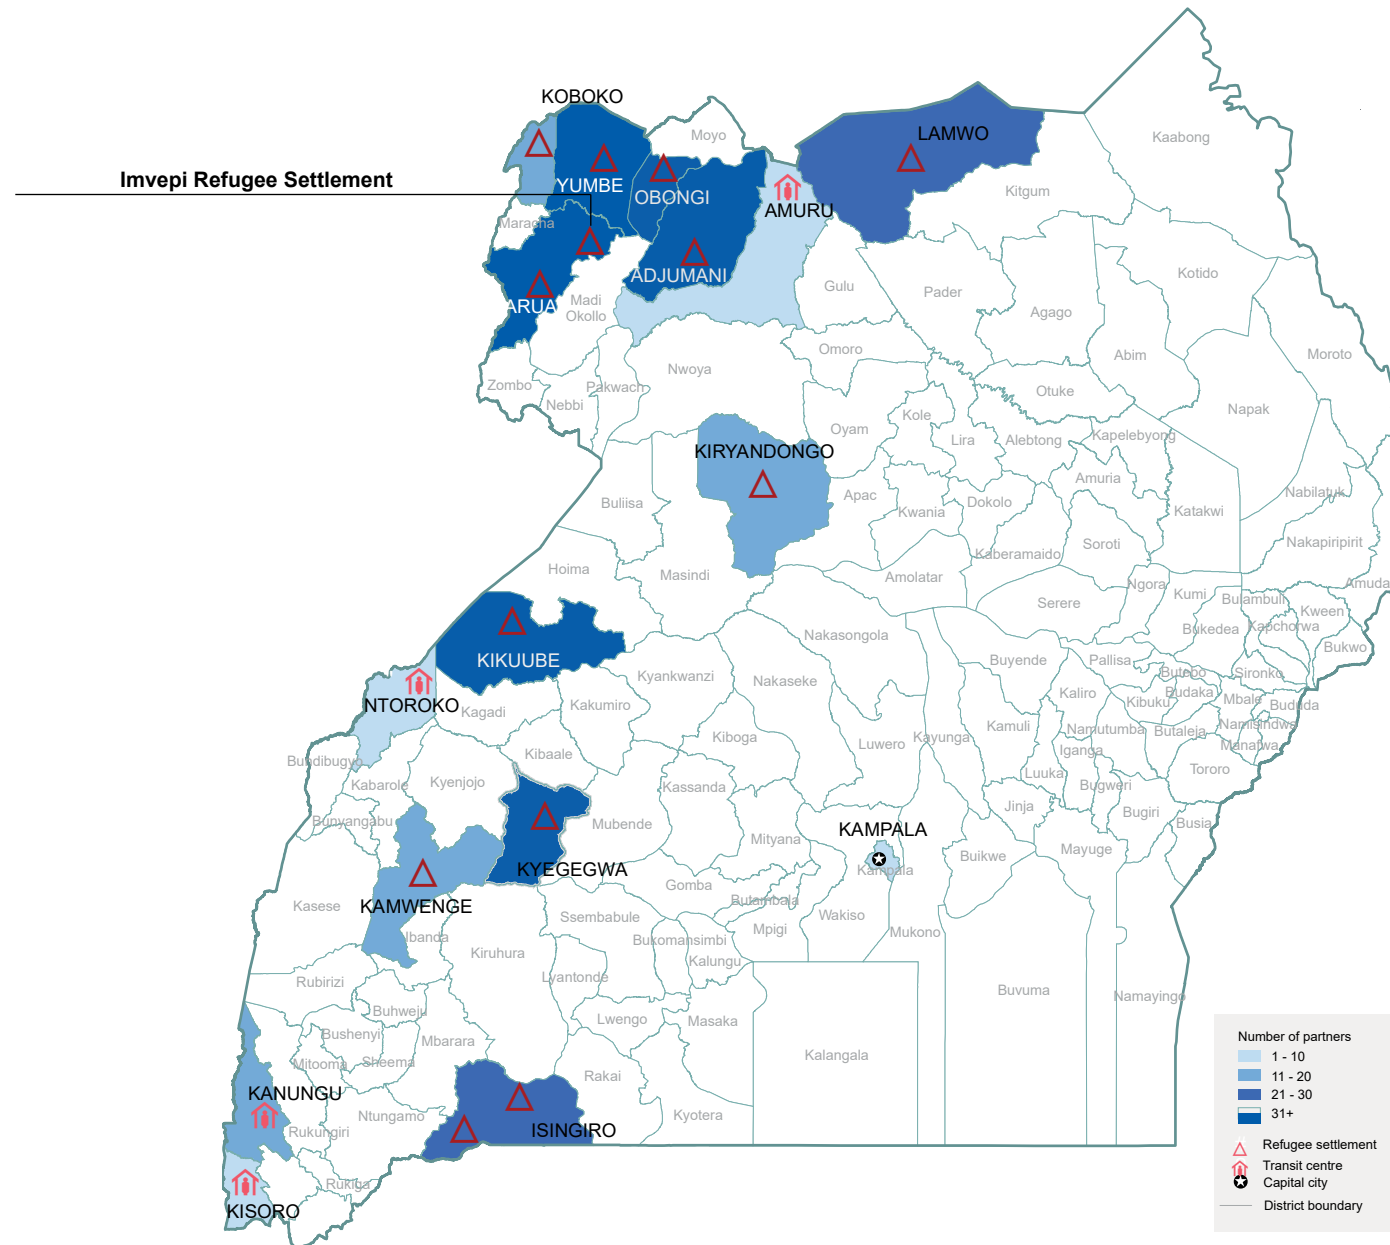 KOBOKO
Moyo
LAMWO
Kaabong
Imvepi Refugee Settlement
YUMBE
OBONGI
AMURU
Kitgum
Maracha
ADJUMANI
ARUA
Madi
Okollo
Gulu
Pader
Agago
Kotido
Abim
Moroto
Omoro
Nwoya
Zombo
Pakwach
Nebbi
Otuke
Napak
Kole
Oyam
Lira
Alebtong
Kapelebyong
KIRYANDONGO
Amuria
Apac
Nabilatuk
Buliisa
Kwania
Dokolo
Katakwi
Kaberamaido
Soroti
Nakapiripirit
Hoima
Masindi
Amolatar
Ngora
Amuda
Serere
Kumi
Bulambuli
Kween
Bukedea
Kapchorwa
Nakasongola
Bukwo
KIKUUBE
Buyende
Pallisa
Butebo
Sironko
Kyankwanzi
Nakaseke
NTOROKO
Kagadi
Kakumiro
Kaliro
Kibuku
Budaka
Mbale
Bududa
Kamuli
Namutumba
Butaleja
Namisindwa
Kiboga
Luwero
Kayunga
Iganga
Manafwa
Bundibugyo
Kibaale
Tororo
Kabarole
Kyenjojo
Kassanda
Luuka
Bugweri
Bunyangabu
Mubende
Mityana
KAMPALA
Jinja
Bugiri
Busia
Mayuge
Buikwe
KYEGEGWA
Kampala
Gomba
Butambala
Kasese
KAMWENGE
Ssembabule
Wakiso
Mpigi
Mukono
Ibanda
Kiruhura
Bukomansimbi
Kalungu
Rubirizi
Lyantonde
Buvuma
Namayingo
Buhweju
Lwengo
Masaka
Bushenyi
Mbarara
Mitooma
Sheema
Kalangala
Rakai
KANUNGU
Ntungamo
Kyotera
Rukungiri
ISINGIRO
Rukiga
KISORO
Number of partners
1 - 10
11 - 20
21 - 30
31+
Refugee settlement
Transit centre
Capital city
District boundary